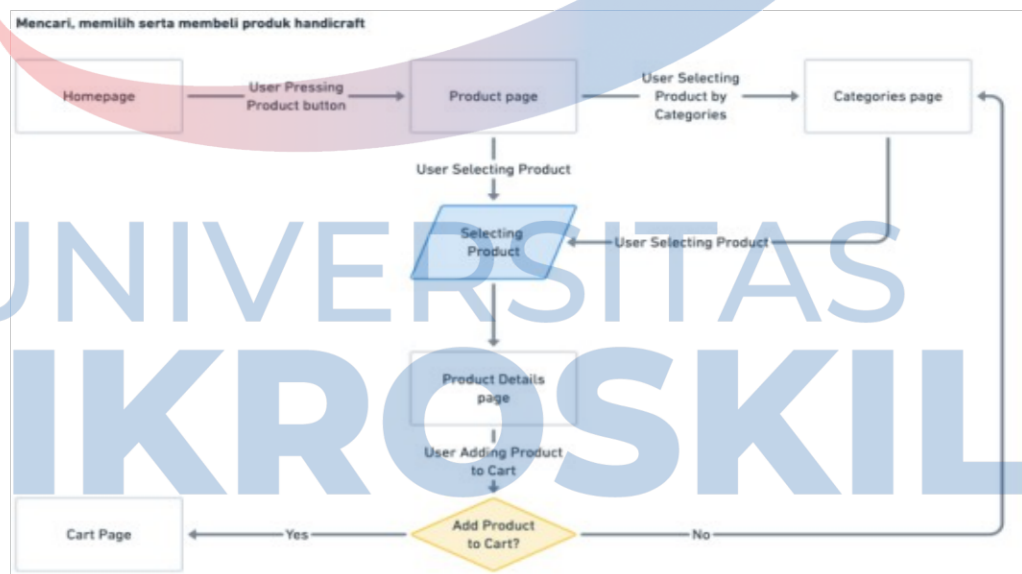 Mencari, memilih serta membeli produk handicraft
Homepage
User Pressing
Product button
Product page
User Selecting
Product by
Categories
Categories page
User Selecting Product
Selecting
Product
User Selecting Product
UNIVERSITAS
Product Details
page
IKROSKIL
User Adding Product
to Cart
Cart Page
Yes
Add Product
to Cart?
No